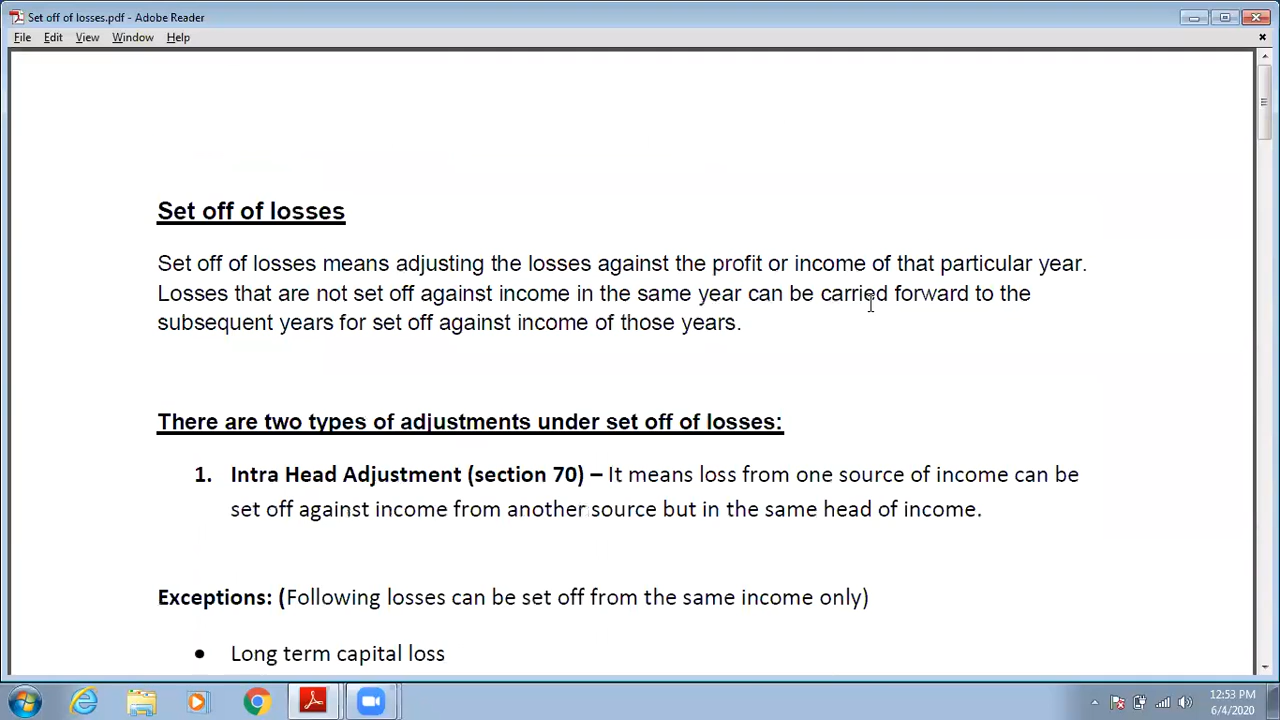 Set off of losses.pdf - Adobe Reader
File Edit View Window Help
Set off of losses
Set off of losses means adjusting the losses against the profit or income of that particular year.
Losses that are not set off against income in the same year can be carried forward to the
subsequent years for set off against income of those years.
There are two types of adjustments under set off of losses:
1. Intra Head Adjustment (section 70) – It means loss from one source of income can be
set off against income from another source but in the same head of income.
Exceptions: (Following losses can be set off from the same income only)
• Long term capital loss
12:53 PM
6/4/2020